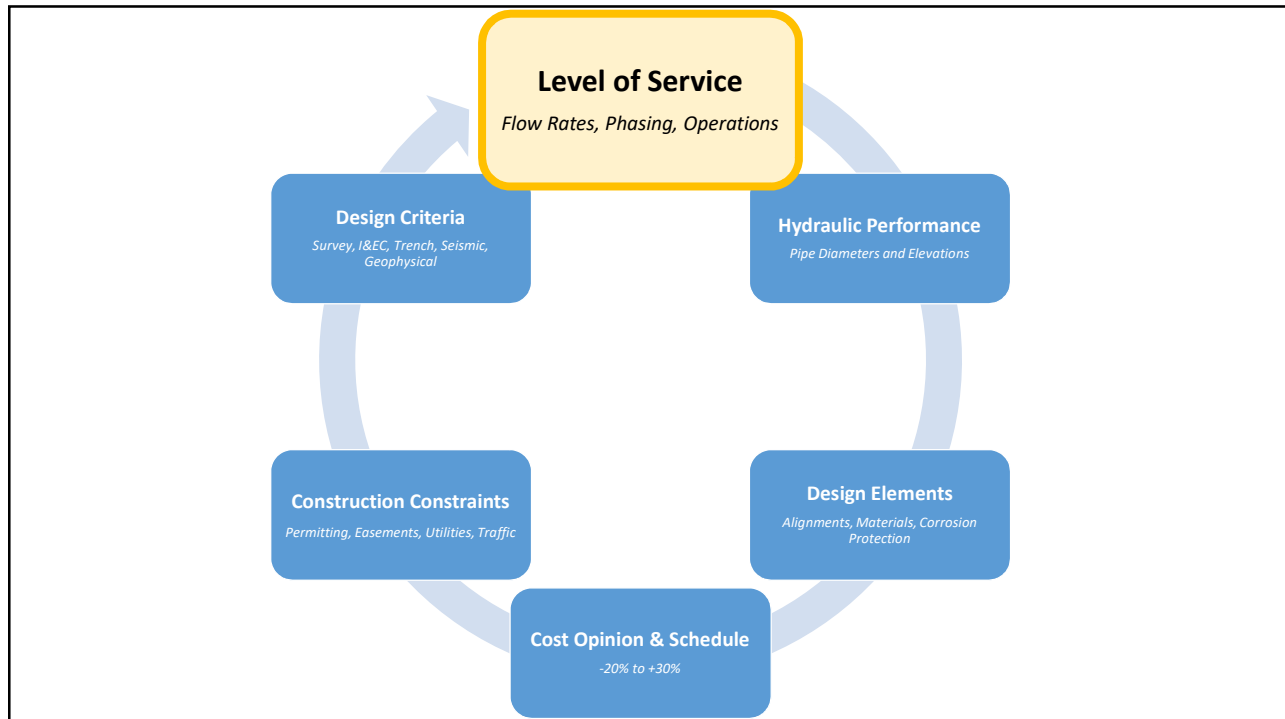 Level of Service
Flow Rates, Phasing, Operations
Hydraulic Performance
Pipe Diameters and Elevations
Design Elements
Alignments, Materials, Corrosion
Protection
Cost Opinion & Schedule
-20% to +30%
Construction Constraints
Permitting, Easements, Utilities, Traffic
Design Criteria
Survey, I&EC, Trench, Seismic,
Geophysical